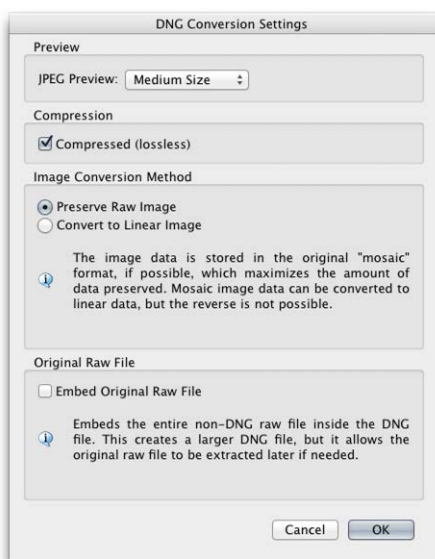 DNG Conversion Settings
Preview
JPEG Preview: Medium Size
Compression
Compressed (lossless)
Image Conversion Method
Preserve Raw Image
Convert to Linear Image
The image data is stored in the original "mosaic"
format, if possible, which maximizes the amount of
data preserved. Mosaic image data can be converted to
linear data, but the reverse is not possible.
Original Raw File
Embed Original Raw File
Embeds the entire non-DNG raw file inside the DNG
file. This creates a larger DNG file, but it allows the
original raw file to be extracted later if needed.
Cancel OK